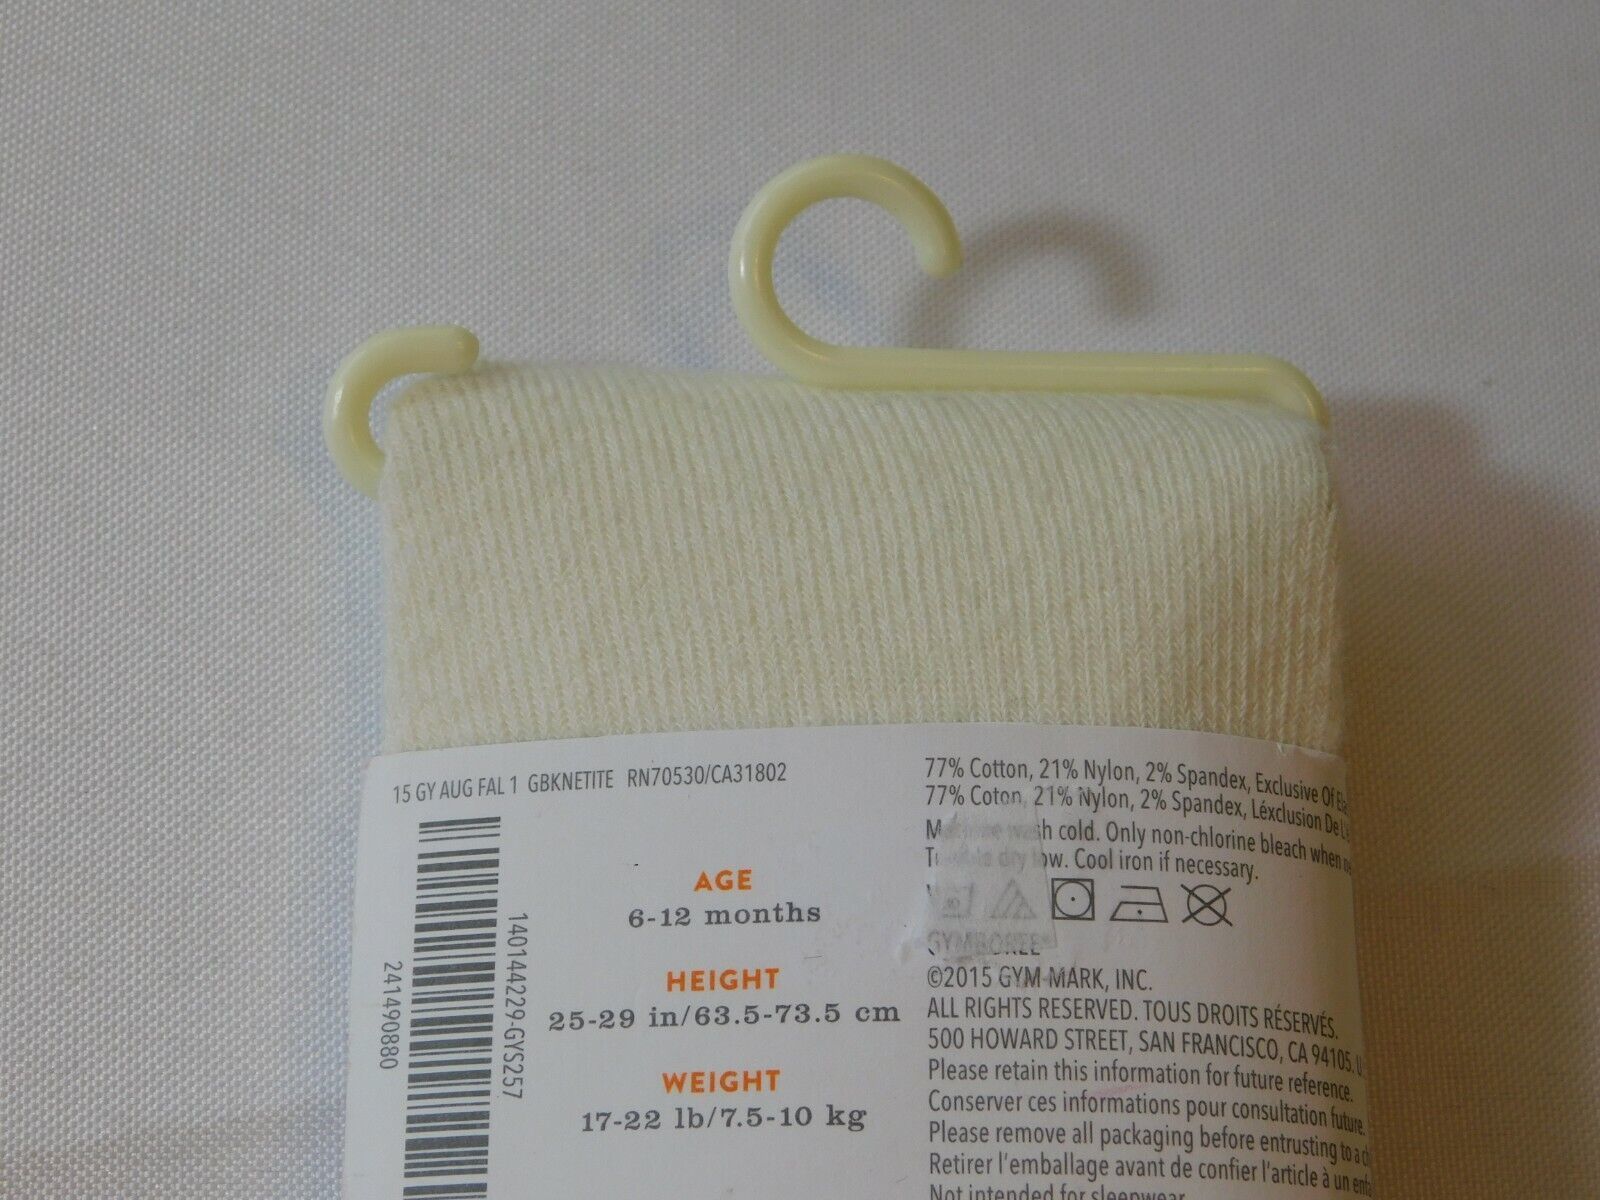 15 GY AUG FAL 1 GBKNETITE RN70530/CA31802
140144229-GYS2577
241490880
AGE
6-12 months
HEIGHT
25-29 in/63.5-73.5 cm
WEIGHT
17-22 lb/7.5-10 kg
77% Cotton, 21% Nylon, 2% Spandex, Exclusive Of
77% Coton, 21% Nylon, 2% Spandex, Léxclusion De
wash cold. Only non-chlorine bleach when
dry low. Cool iron if necessary.
GYMBOREE
©2015 GYM-MARK, INC.
ALL RIGHTS RESERVED. TOUS DROITS RÉSERVÉS.
500 HOWARD STREET, SAN FRANCISCO, CA 94105. U
Please retain this information for future reference.
Conserver ces informations pour consultation future.
Please remove all packaging before entrusting to a
Retirer l'emballage avant de confier l'article à un
Not intended for sleepwear